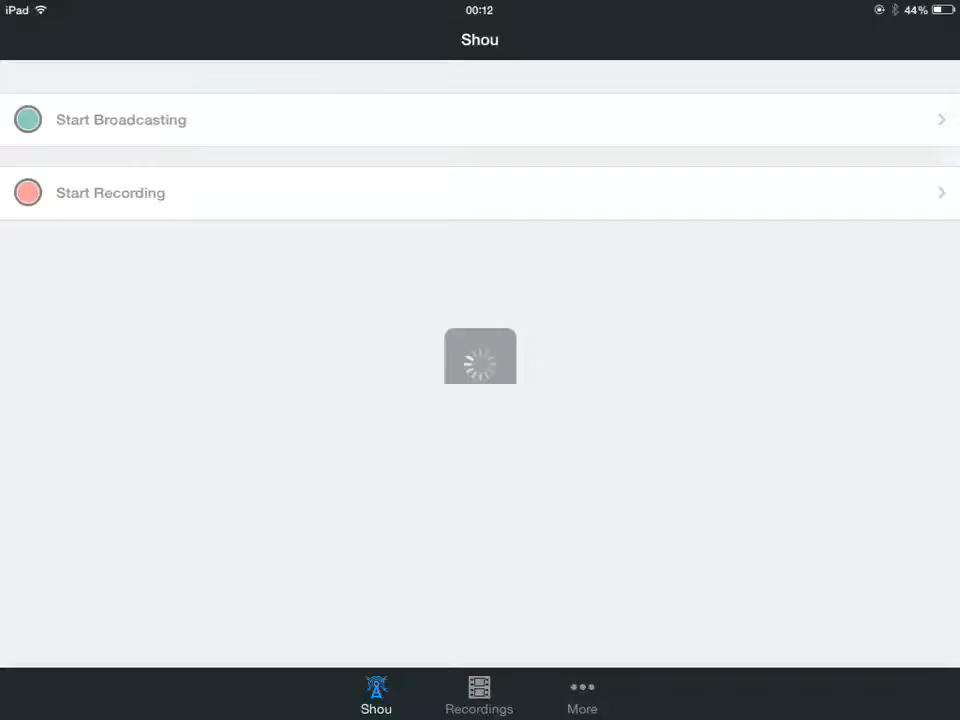 iPad 00:12 44%
Shou
Start Broadcasting
Start Recording
Shou Recordings More